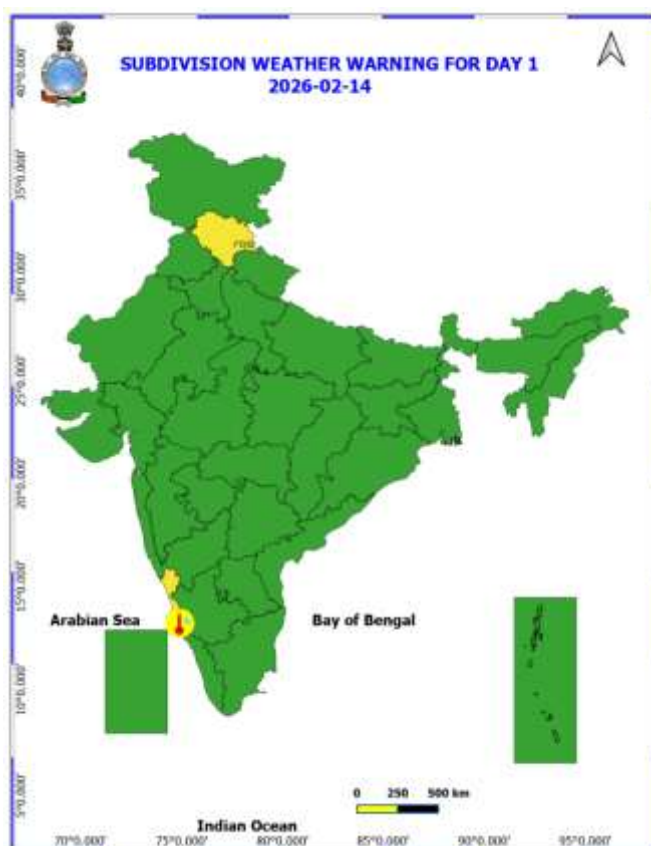 SUBDIVISION WEATHER WARNING FOR DAY 1
2026-02-14
40°0.000'
35°0.000'
30°0.000'
25°0.000'
20°0.000'
15°0.000'
10°0.000'
5°0.000'
Arabian Sea
Bay of Bengal
0 250 500 km
Indian Ocean
70°0.000' 75°0.000' 80°0.000' 85°0.000' 90°0.000' 95°0.000'